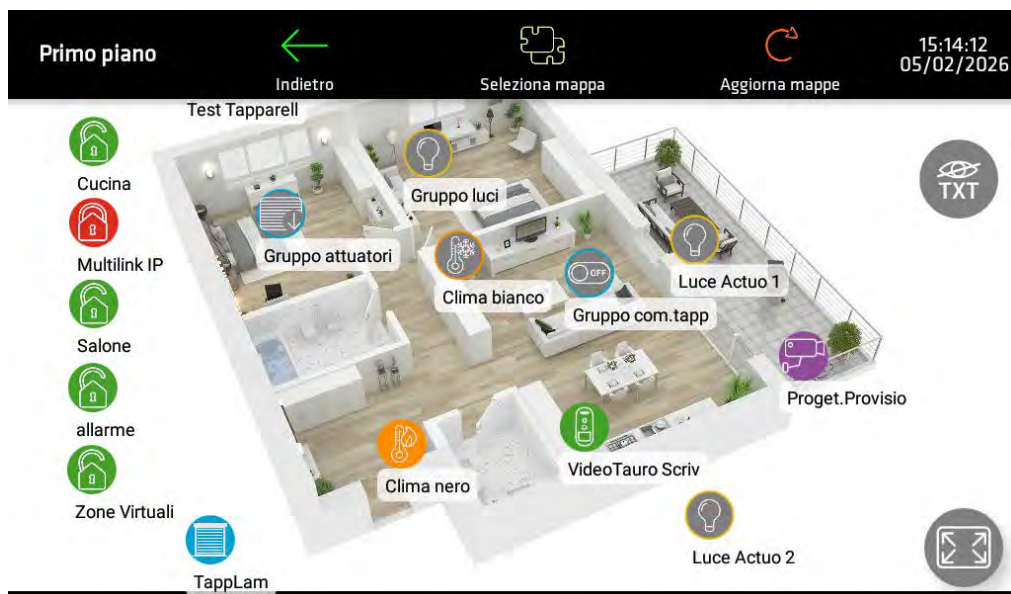 Primo piano
Indietro
Seleziona mappa
Aggiorna mappe
15:14:12
05/02/2026
Test Tapparell
Cucina
TXT
Gruppo luci
Multilink IP
Gruppo attuatori
Luce Actuo 1
Clima bianco
OFF
Gruppo com.tapp
Salone
Proget.Provisio
allarme
VideoTauro Scriv
Clima nero
Zone Virtuali
Luce Actuo 2
TappLam